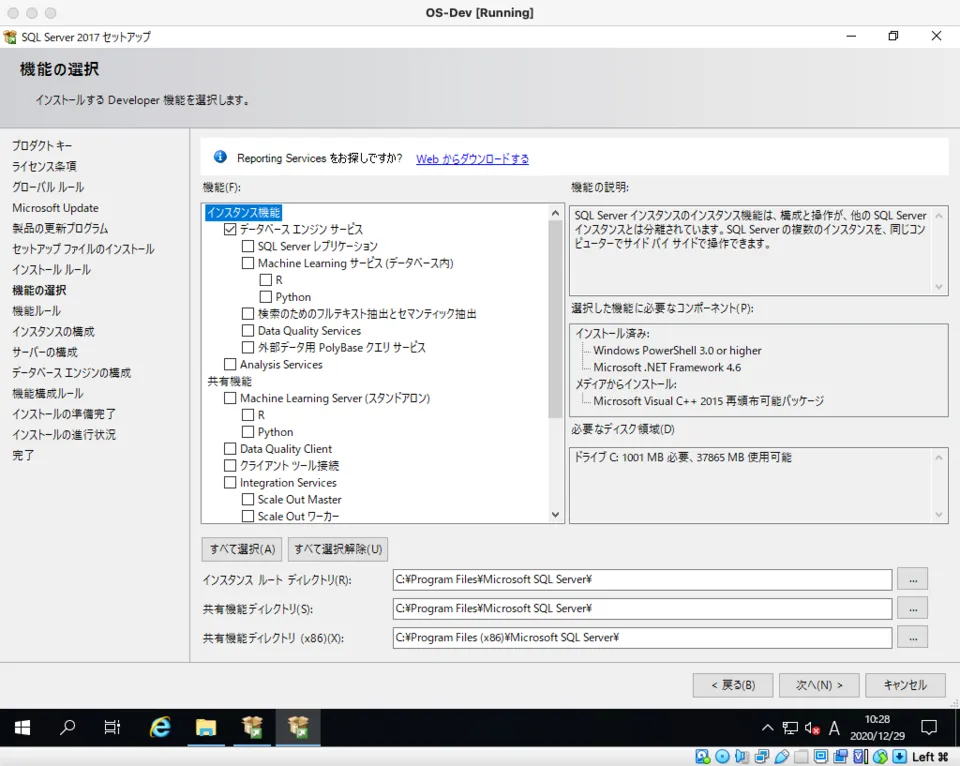 OS-Dev [Running]
SQL Server 2017 セットアップ
機能の選択
インストールする Developer 機能を選択します。
プロダクト キー
ライセンス条項
グローバル ルール
Microsoft Update
製品の更新プログラム
セットアップ ファイルのインストール
インストール ルール
機能の選択
機能ルール
インスタンスの構成
サーバーの構成
データベース エンジンの構成
機能構成ルール
インストールの準備完了
インストールの進行状況
完了
Reporting Services をお探しですか? Web からダウンロードする
機能(F):
インスタンス機能
データベース エンジン サービス
SQL Server レプリケーション
Machine Learning サービス (データベース内)
R
Python
検索のためのフルテキスト抽出とセマンティック抽出
Data Quality Services
外部データ用 PolyBase クエリ サービス
Analysis Services
共有機能
Machine Learning Server (スタンドアロン)
R
Python
Data Quality Client
クライアント ツール接続
Integration Services
Scale Out Master
Scale Out ワーカー
機能の説明:
SQL Server インスタンスのインスタンス機能は、構成と操作が、他の SQL Server
インスタンスとは分離されています。SQL Server の複数のインスタンスを、同じコン
ピューターでサイド バイ サイドで操作できます。
選択した機能に必要なコンポーネント(P):
インストール済み:
Windows PowerShell 3.0 or higher
Microsoft .NET Framework 4.6
メディアからインストール:
Microsoft Visual C++ 2015 再頒布可能パッケージ
必要なディスク領域(D)
ドライブ C: 1001 MB 必要、37865 MB 使用可能
すべて選択(A) すべて選択解除(U)
インスタンス ルート ディレクトリ(R): C:¥Program Files¥Microsoft SQL Server¥ ...
共有機能ディレクトリ(S): C:¥Program Files¥Microsoft SQL Server¥ ...
共有機能ディレクトリ (x86)(X): C:¥Program Files (x86)¥Microsoft SQL Server¥ ...
< 戻る(B) 次へ(N) > キャンセル
A 10:28
2020/12/29
Left ⌘